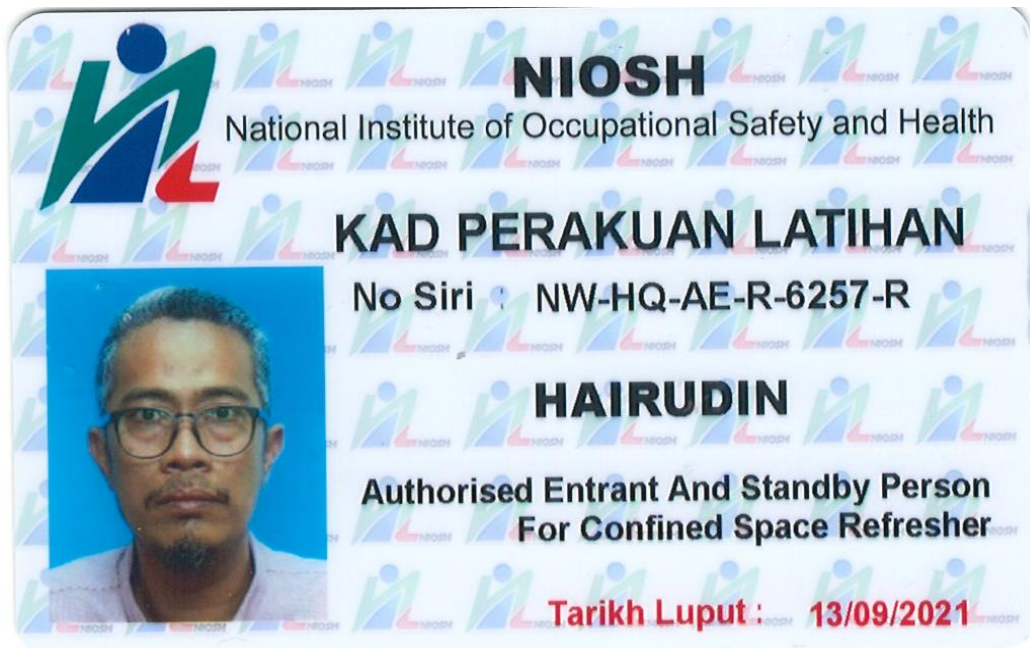 NIOSH
National Institute of Occupational Safety and Health
KAD PERAKUAN LATIHAN
No Siri : NW-HQ-AE-R-6257-R
HAIRUDIN
Authorised Entrant And Standby Person
For Confined Space Refresher
Tarikh Luput : 13/09/2021